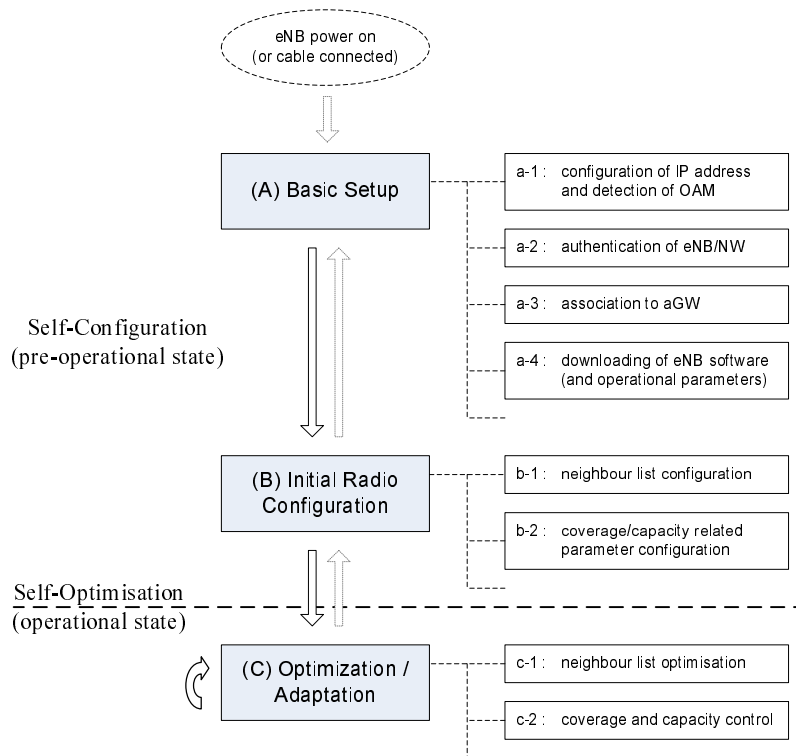 eNB power on
(or cable connected)
(A) Basic Setup
a-1 : configuration of IP address
and detection of OAM
a-2 : authentication of eNB/NW
a-3 : association to aGW
a-4 : downloading of eNB software
(and operational parameters)
Self-Configuration
(pre-operational state)
(B) Initial Radio
Configuration
b-1 : neighbour list configuration
b-2 : coverage/capacity related
parameter configuration
Self-Optimisation
(operational state)
(C) Optimization /
Adaptation
c-1 : neighbour list optimisation
c-2 : coverage and capacity control